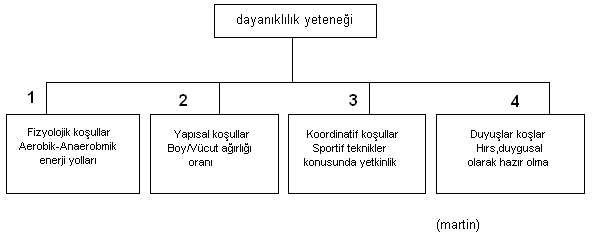 dayanıklılık yeteneği
1
2
3
4
Fizyolojik koşullar
Aerobik-Anaerobmik
enerji yolları
Yapısal koşullar
Boy/Vücut ağırlığı
oranı
Koordinatif koşullar
Sportif teknikler
konusunda yetkinlik
Duyuşlar koşlar
Hırs,duygusal
olarak hazır olma
(martin)